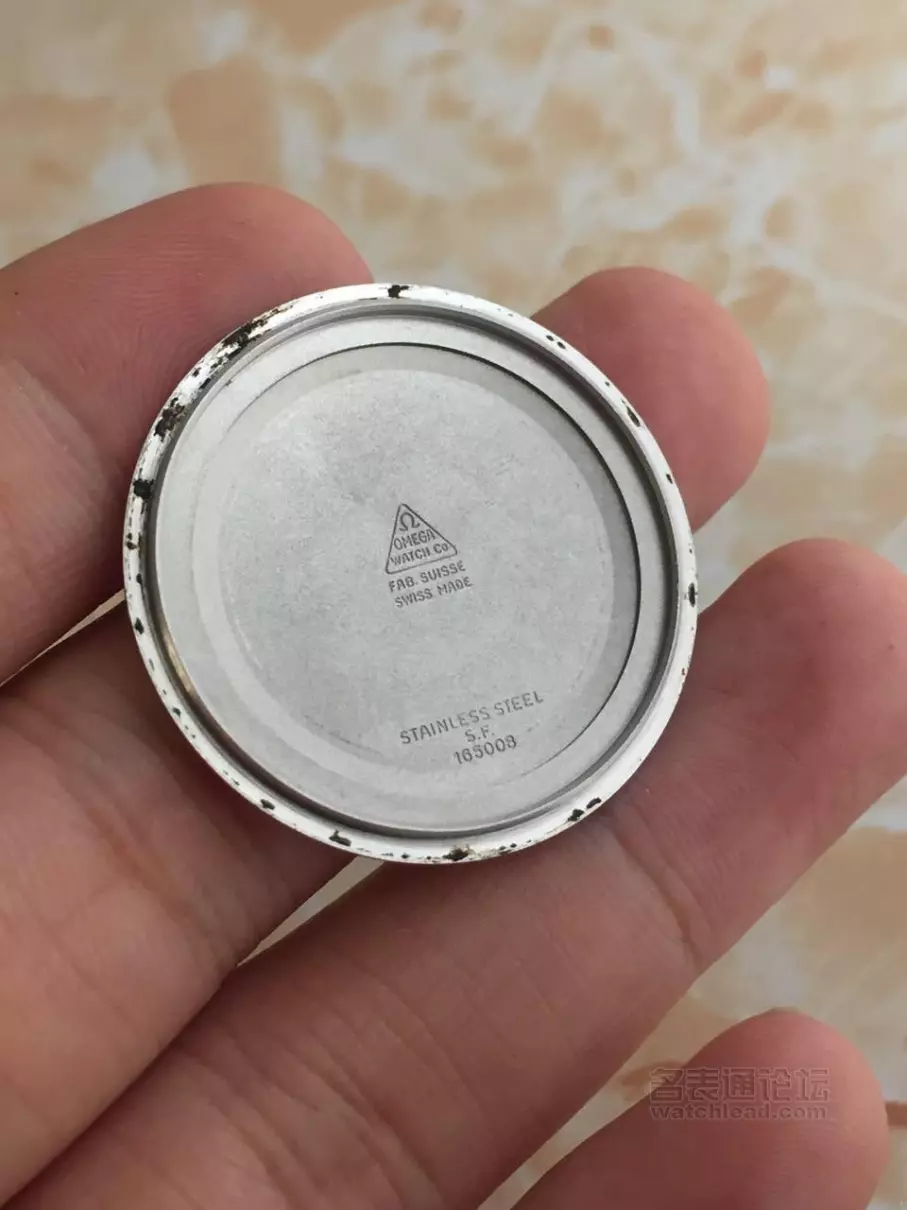 Ω
OMEGA
WATCH Co
FAB. SUISSE
SWISS MADE
STAINLESS STEEL
S.F.
165008
名表通论坛
watchlead.com